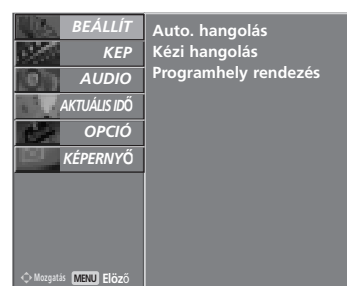 BEÁLLÍT
KEP
AUDIO
AKTUÁLIS IDŐ
OPCIÓ
KÉPERNYŐ
Auto. hangolás
Kézi hangolás
Programhely rendezés
Mozgatás MENU Előző